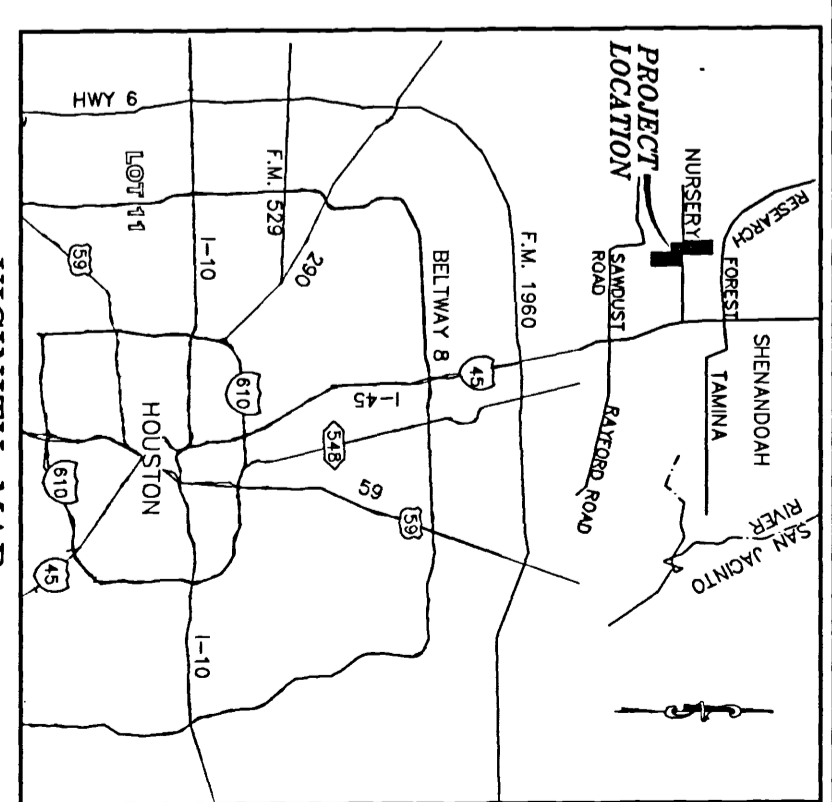 RESEARCH
FOREST
NURSERY
PROJECT
LOCATION
SAWDUST
ROAD
SHENANDOAH
TAMINA
RAYFORD ROAD
SAN JACINTO
RIVER
F.M. 1960
45
BELTWAY 8
I-45
548
59
59
HWY 6
F.M. 529
290
I-10
LOT 11
59
610
HOUSTON
610
45
I-10